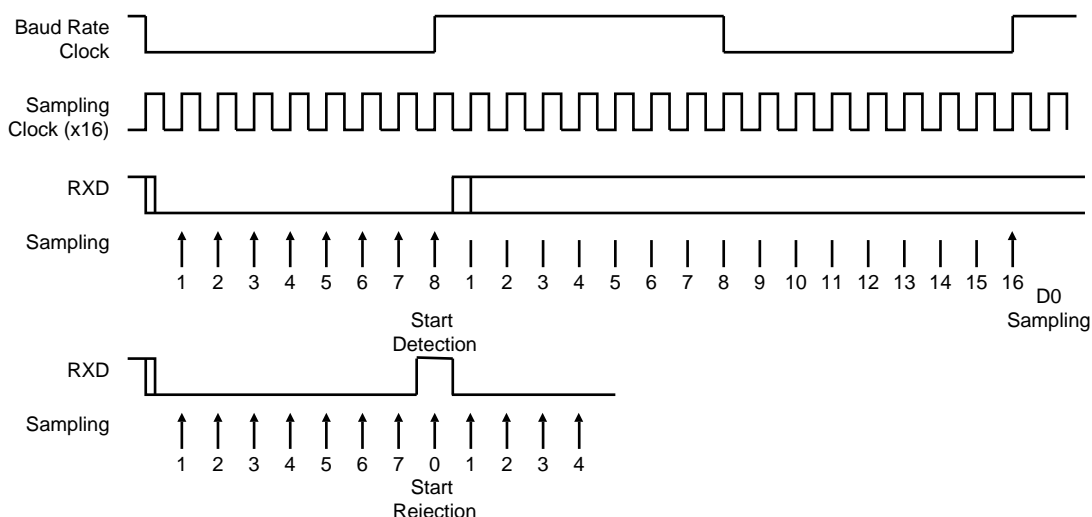 Baud Rate
Clock
Sampling
Clock (x16)
RXD
Sampling
1 2 3 4 5 6 7 8 1 2 3 4 5 6 7 8 9 10 11 12 13 14 15 16
D0
Sampling
Start
Detection
RXD
Sampling
1 2 3 4 5 6 7 0 1 2 3 4
Start
Rejection